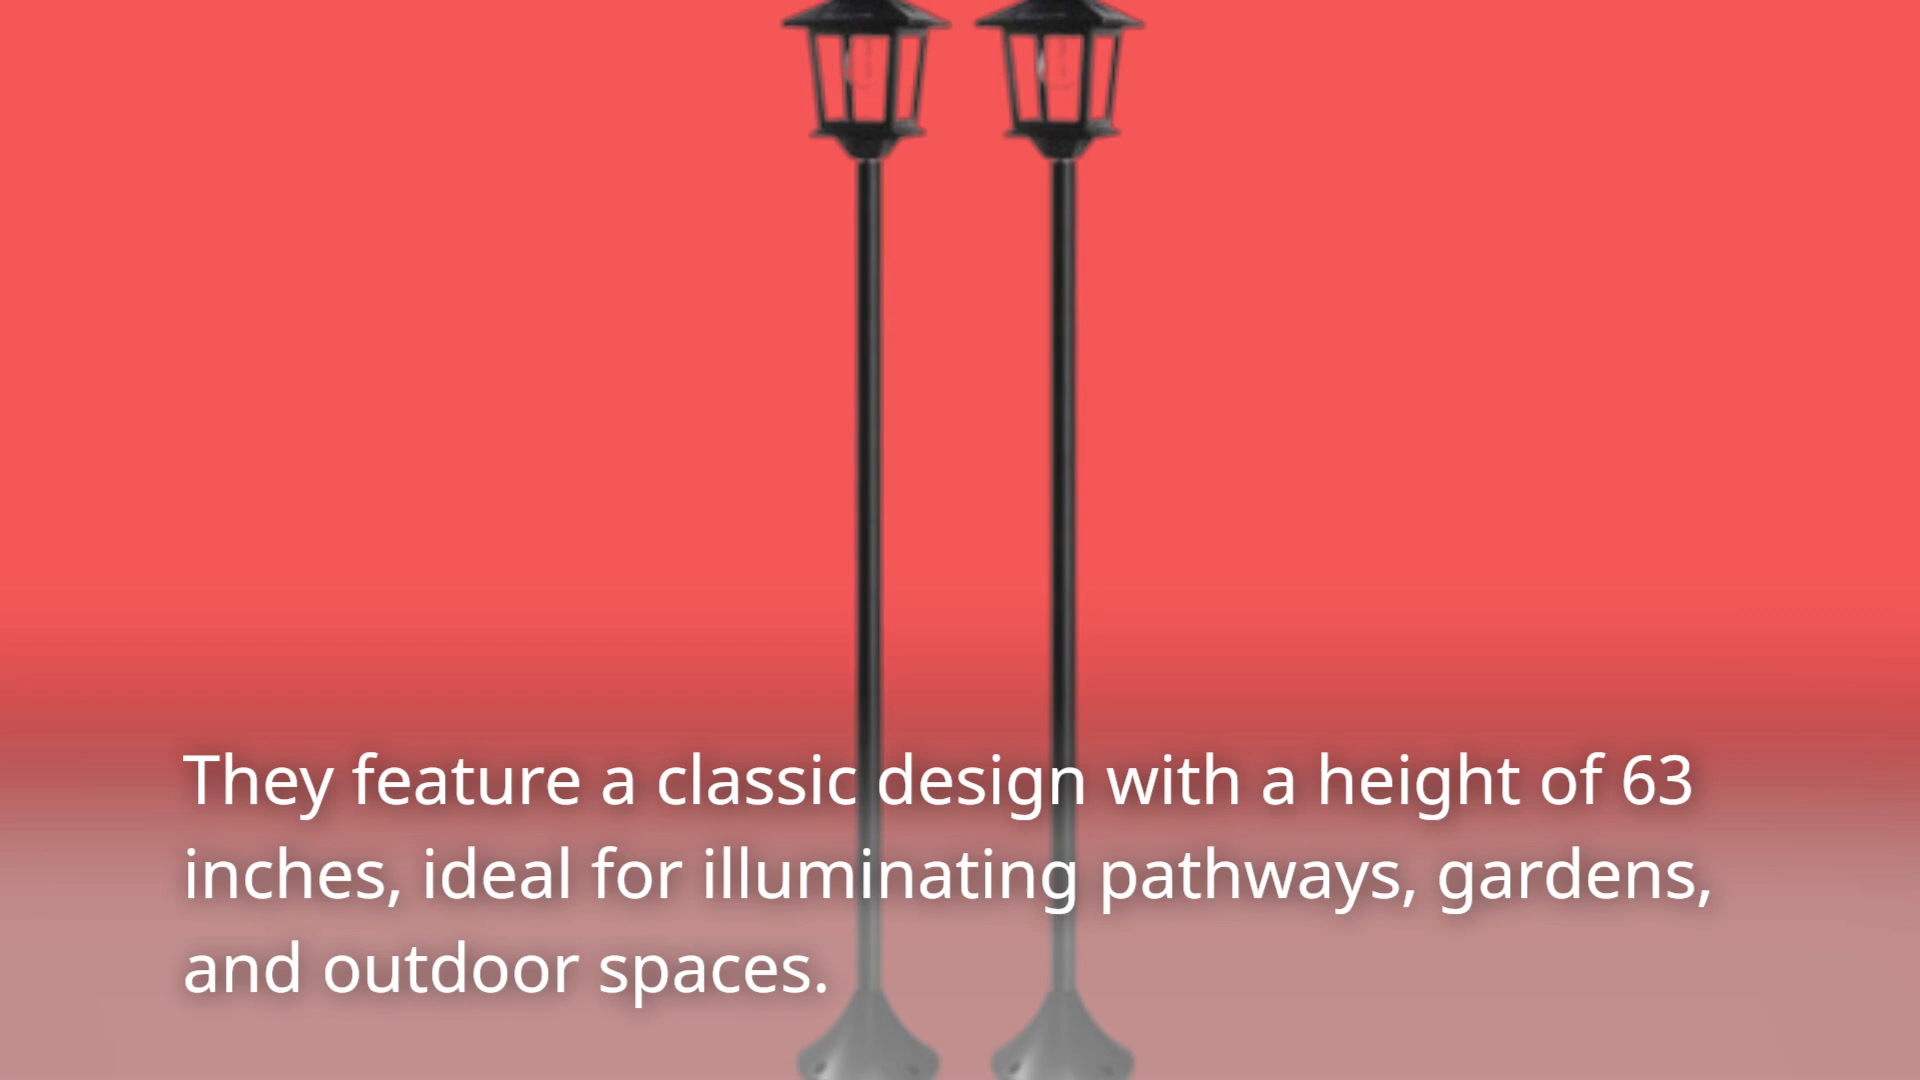 They feature a classic design with a height of 63
inches, ideal for illuminating pathways, gardens,
and outdoor spaces.